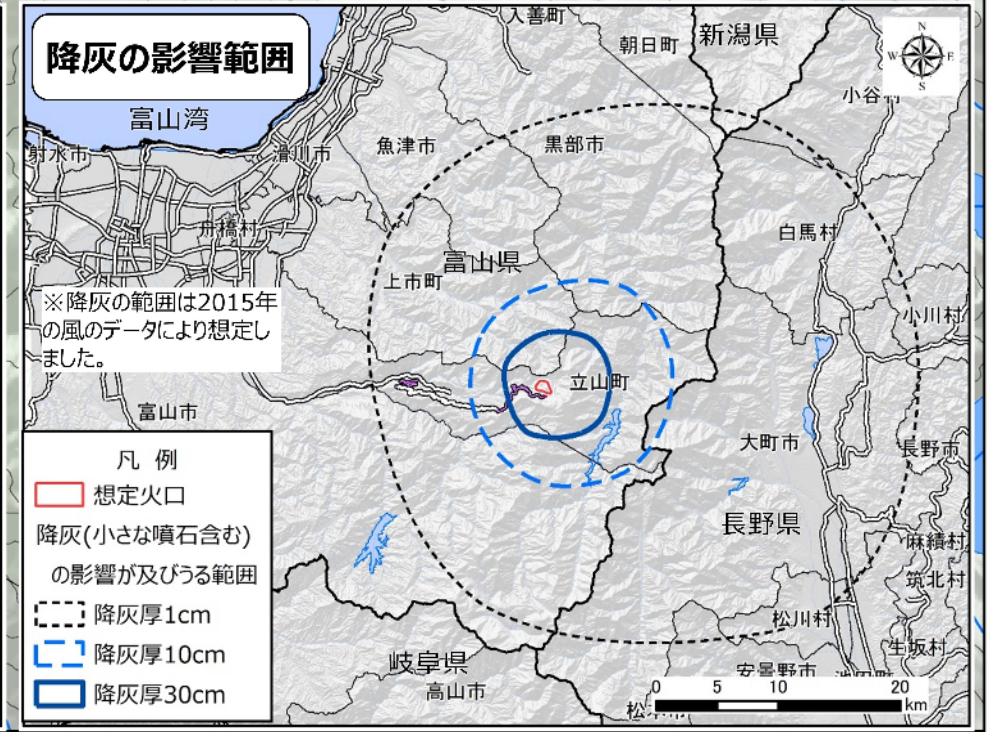 降灰の影響範囲
入善町
朝日町
新潟県
N
W
E
S
小谷村
富山湾
射水市
滑川市
魚津市
黒部市
舟橋村
白馬村
富山県
上市町
※降灰の範囲は2015年
の風のデータにより想定し
ました。
小川村
立山町
富山市
大町市
長野市
凡 例
想定火口
降灰(小さな噴石含む)
の影響が及びうる範囲
降灰厚1cm
降灰厚10cm
降灰厚30cm
長野県
麻績村
筑北村
松川村
生坂村
岐阜県
高山市
安曇野市
池田町
松本市
0 5 10 20
km